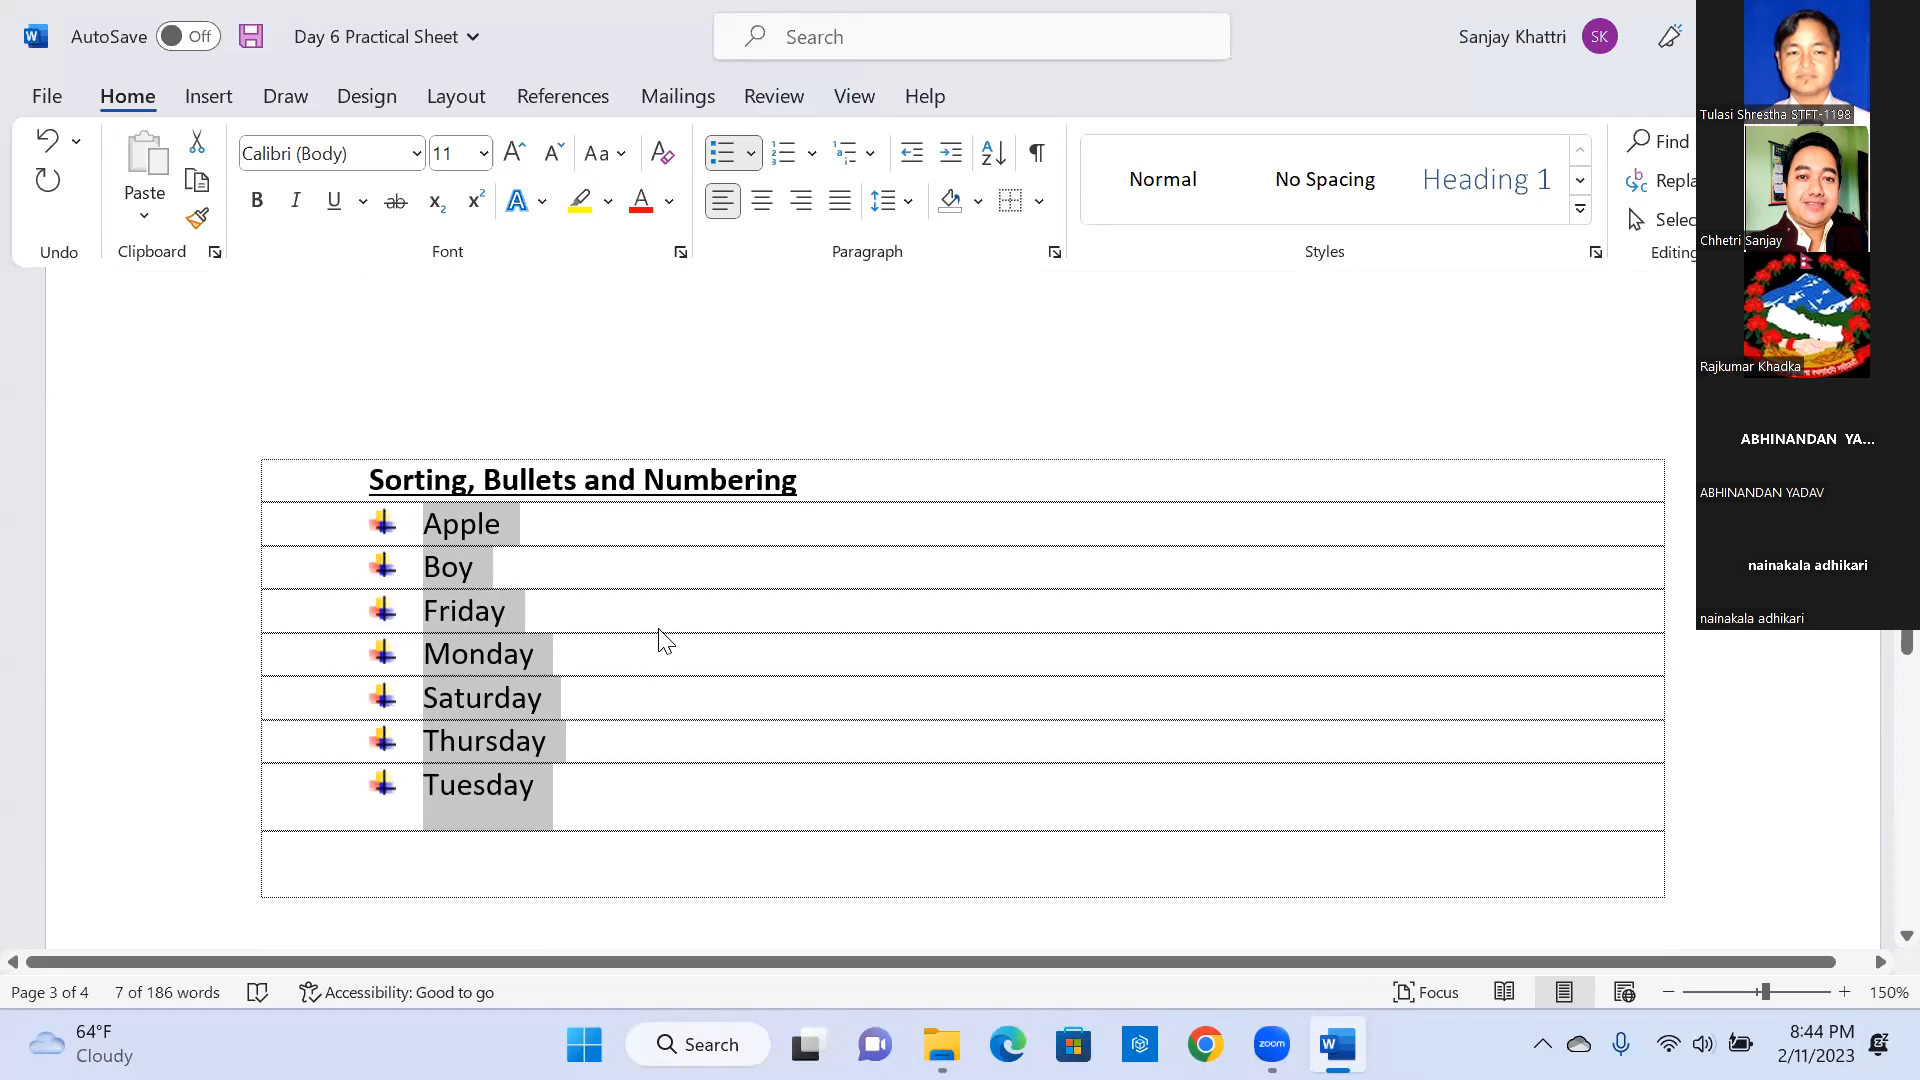 AutoSave Off Day 6 Practical Sheet Search Sanjay Khattri SK
File Home Insert Draw Design Layout References Mailings Review View Help
Paste
Calibri (Body) 11
Normal No Spacing Heading 1
Find
Repla
Selec
Undo Clipboard Font Paragraph Styles Editing
Sorting, Bullets and Numbering
Apple
Boy
Friday
Monday
Saturday
Thursday
Tuesday
Tulasi Shrestha STFT-1198
Chhetri Sanjay
Rajkumar Khadka
ABHINANDAN YA...
ABHINANDAN YADAV
nainakala adhikari
nainakala adhikari
Page 3 of 4 7 of 186 words Accessibility: Good to go Focus 150%
64°F
Cloudy
Search
zoom
8:44 PM
2/11/2023